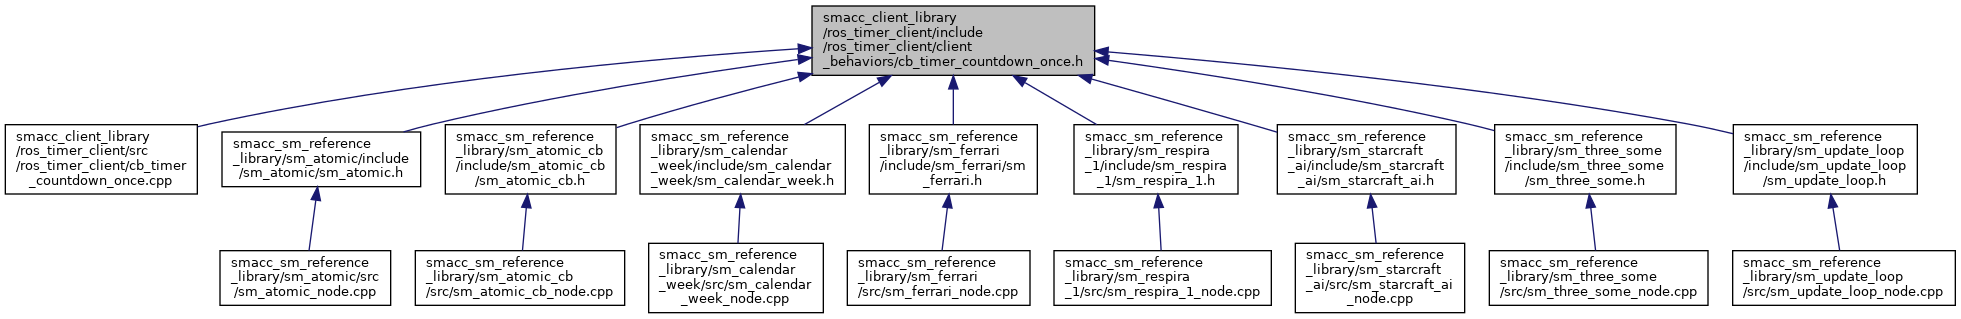 smacc_client_library
/ros_timer_client/include
/ros_timer_client/client
_behaviors/cb_timer_countdown_once.h
smacc_client_library
/ros_timer_client/src
/ros_timer_client/cb_timer
_countdown_once.cpp
smacc_sm_reference
_library/sm_atomic/include
/sm_atomic/sm_atomic.h
smacc_sm_reference
_library/sm_atomic_cb
/include/sm_atomic_cb
/sm_atomic_cb.h
smacc_sm_reference
_library/sm_calendar
_week/include/sm_calendar
_week/sm_calendar_week.h
smacc_sm_reference
_library/sm_ferrari
/include/sm_ferrari/sm
_ferrari.h
smacc_sm_reference
_library/sm_respira
_1/include/sm_respira
_1/sm_respira_1.h
smacc_sm_reference
_library/sm_starcraft
_ai/include/sm_starcraft
_ai/sm_starcraft_ai.h
smacc_sm_reference
_library/sm_three_some
/include/sm_three_some
/sm_three_some.h
smacc_sm_reference
_library/sm_update_loop
/include/sm_update_loop
/sm_update_loop.h
smacc_sm_reference
_library/sm_atomic/src
/sm_atomic_node.cpp
smacc_sm_reference
_library/sm_atomic_cb
/src/sm_atomic_cb_node.cpp
smacc_sm_reference
_library/sm_calendar
_week/src/sm_calendar
_week_node.cpp
smacc_sm_reference
_library/sm_ferrari
/src/sm_ferrari_node.cpp
smacc_sm_reference
_library/sm_respira
_1/src/sm_respira_1_node.cpp
smacc_sm_reference
_library/sm_starcraft
_ai/src/sm_starcraft_ai
_node.cpp
smacc_sm_reference
_library/sm_three_some
/src/sm_three_some_node.cpp
smacc_sm_reference
_library/sm_update_loop
/src/sm_update_loop_node.cpp